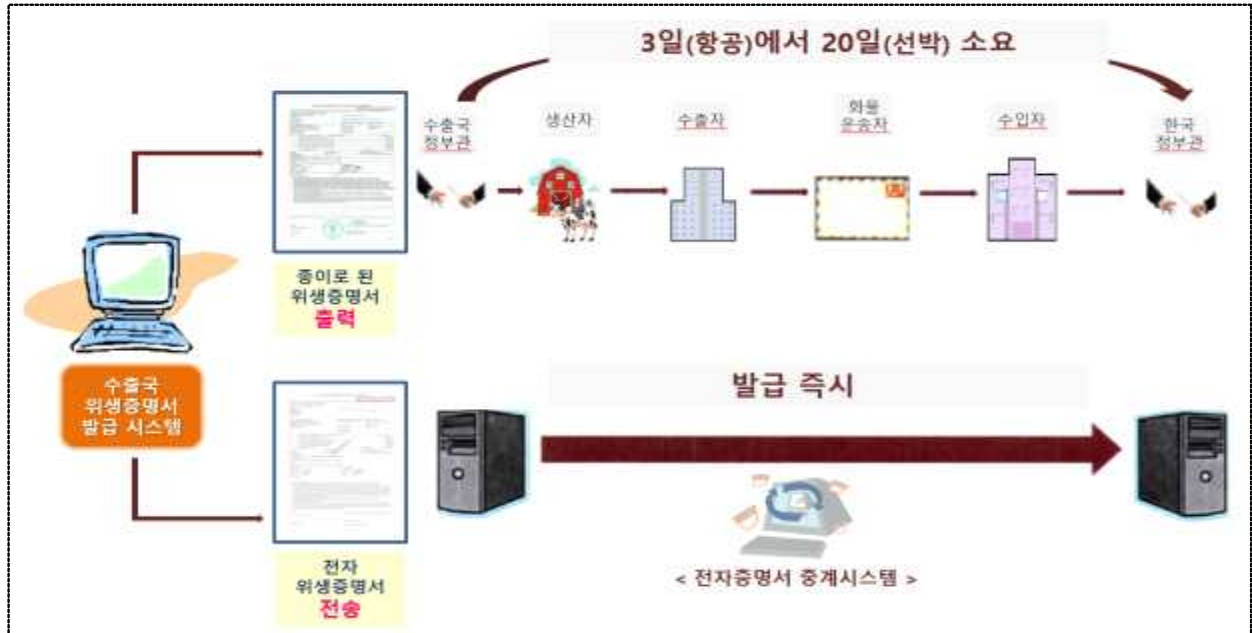 3일(항공)에서 20일(선박) 소요
수출국
정부관
생산자
수출자
화물
운송자
수입자
한국
정부관
종이로 된
위생증명서
출력
수출국
위생증명서
발급 시스템
발급 즉시
전자
위생증명서
전송
< 전자증명서 중계시스템 >